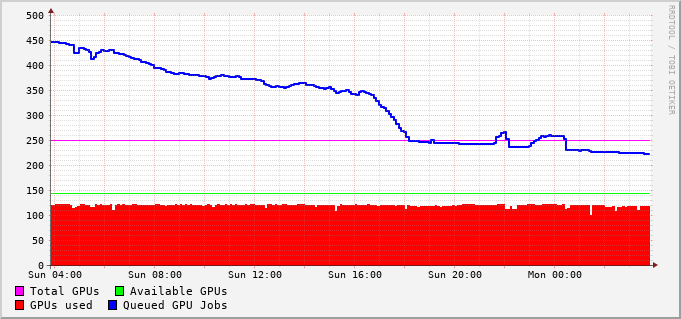 500
450
400
350
300
250
200
150
100
50
0
Sun 04:00 Sun 08:00 Sun 12:00 Sun 16:00 Sun 20:00 Mon 00:00
Total GPUs Available GPUs
GPUs used Queued GPU Jobs
RRDTOOL / TOBI OETIKER